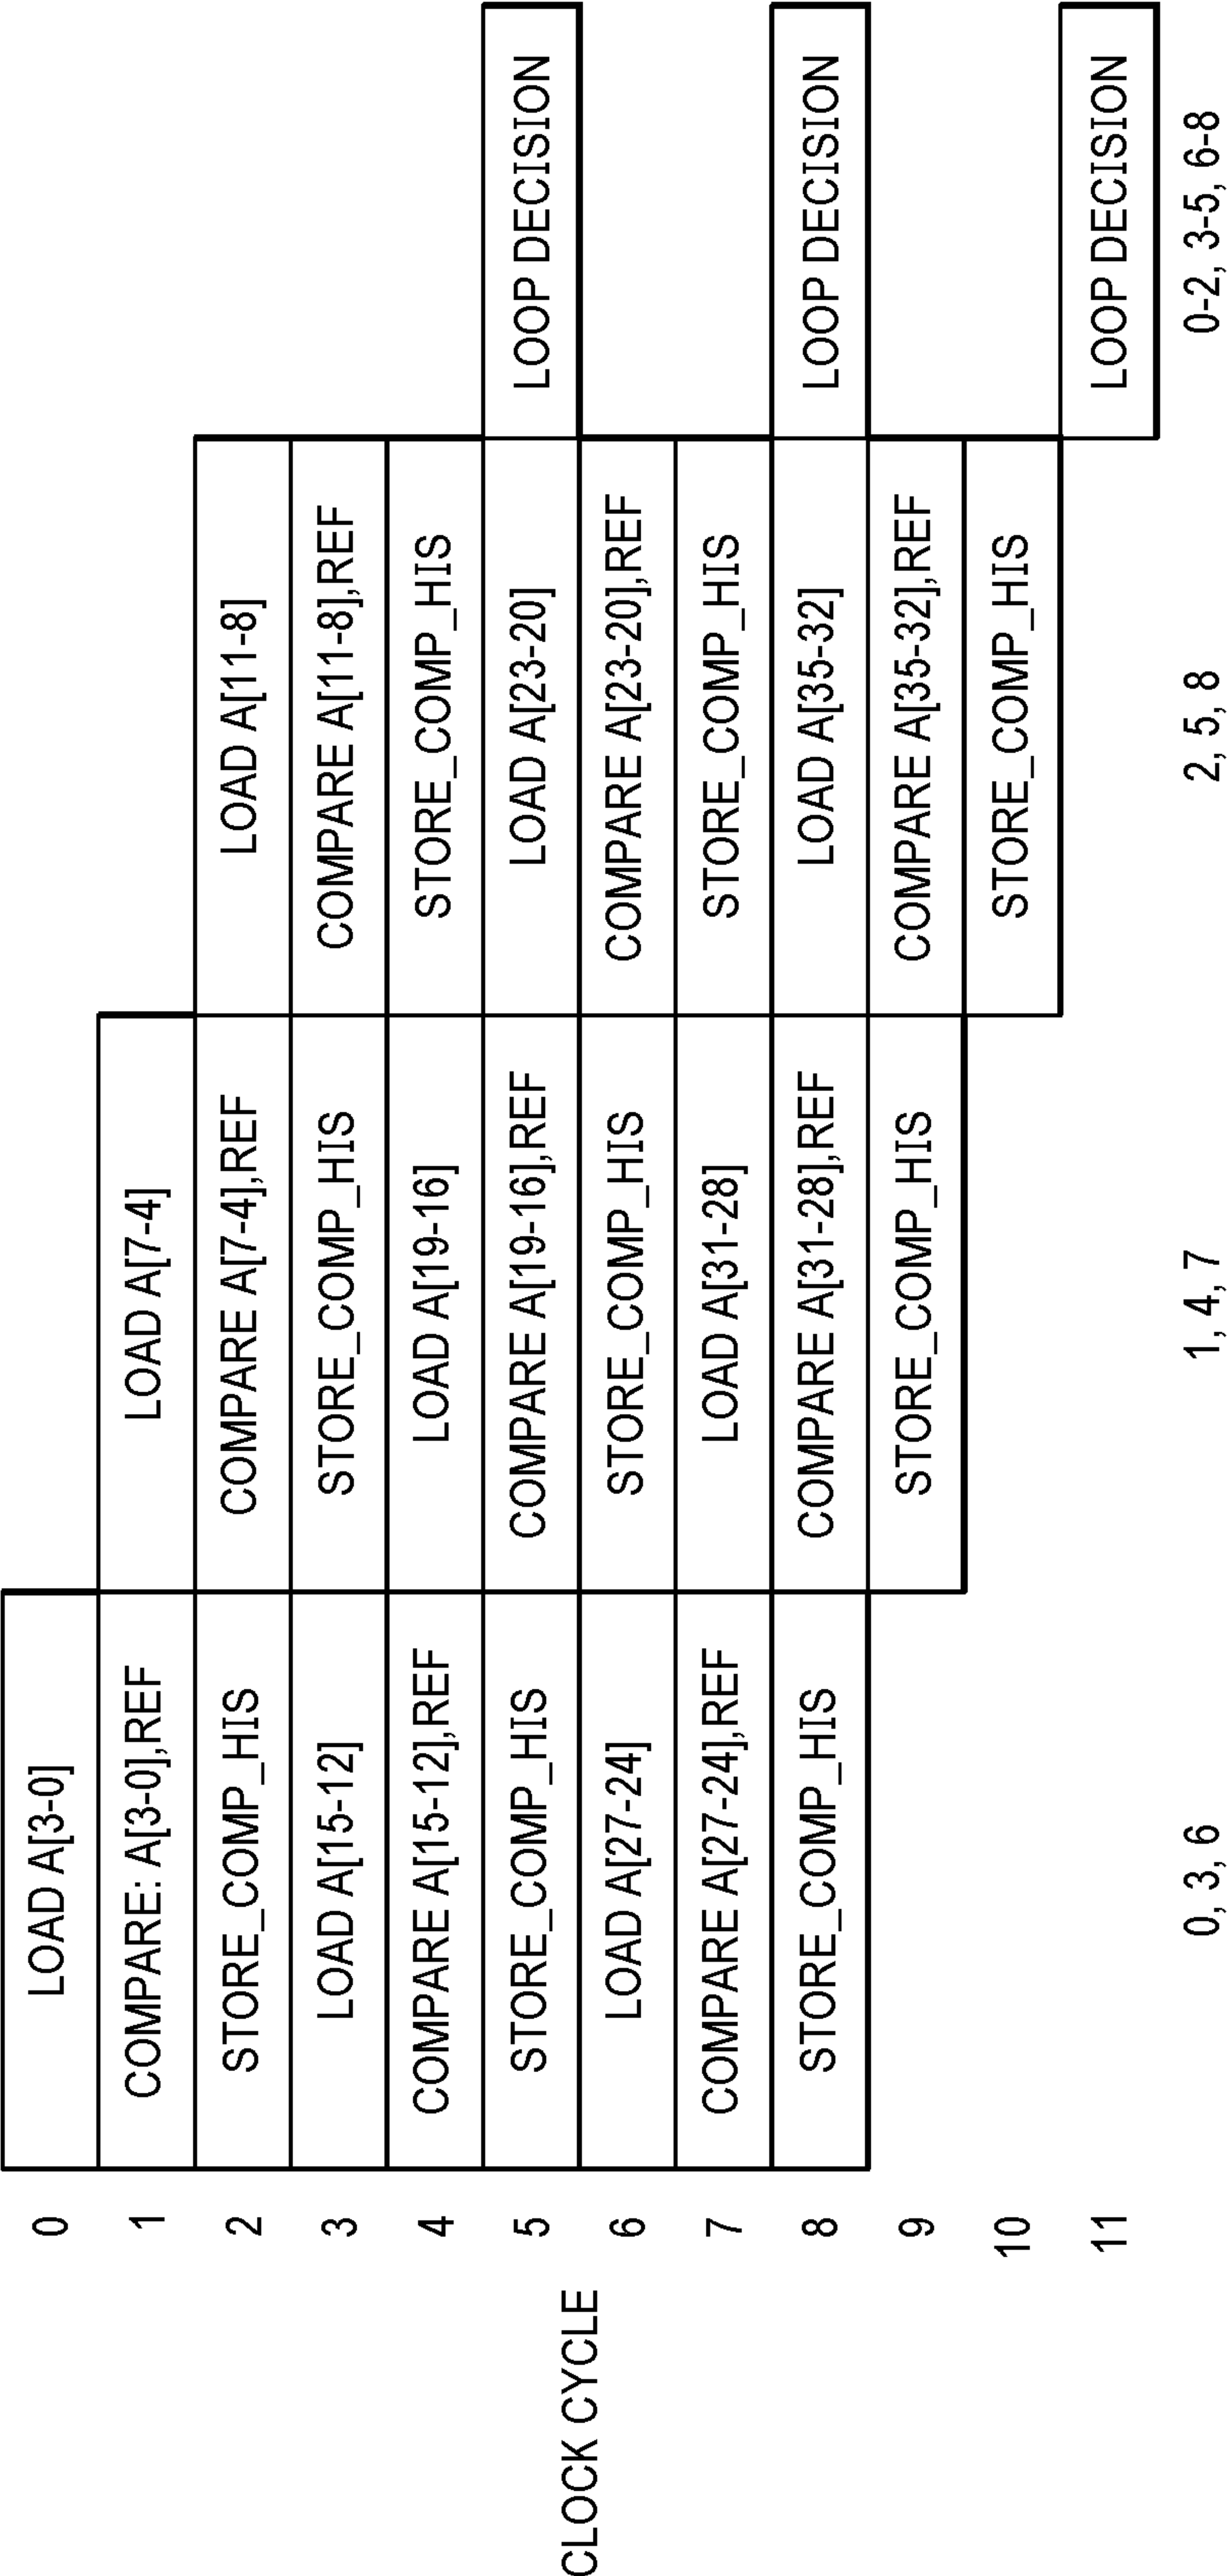 0 LOAD A[3-0]
1 COMPARE: A[3-0],REF LOAD A[7-4]
2 STORE_COMP_HIS COMPARE A[7-4],REF LOAD A[11-8]
3 LOAD A[15-12] STORE_COMP_HIS COMPARE A[11-8],REF
4 COMPARE A[15-12],REF LOAD A[19-16] STORE_COMP_HIS
5 STORE_COMP_HIS COMPARE A[19-16],REF LOAD A[23-20] LOOP DECISION
CLOCK CYCLE
6 LOAD A[27-24] STORE_COMP_HIS COMPARE A[23-20],REF
7 COMPARE A[27-24],REF LOAD A[31-28] STORE_COMP_HIS
8 STORE_COMP_HIS COMPARE A[31-28],REF LOAD A[35-32] LOOP DECISION
9 STORE_COMP_HIS COMPARE A[35-32],REF
10 STORE_COMP_HIS
11 LOOP DECISION
0, 3, 6 1, 4, 7 2, 5, 8 0-2, 3-5, 6-8